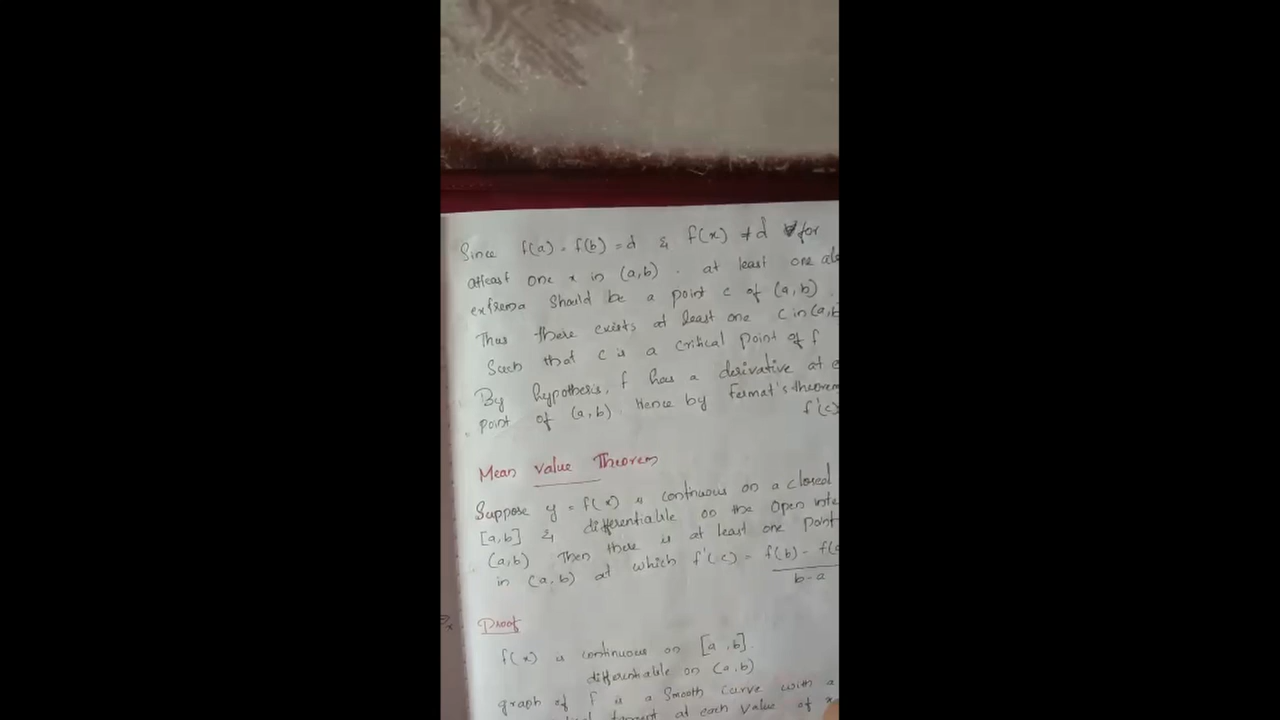 Since f(a) = f(b) = d & f(x) ≠ d for
atleast one x in (a,b) . at least one
extrema should be a point c of (a,b) .
Thus there exists at least one c in (a,b
Such that c is a critical point of f
By hypothesis, f has a derivative at
point of (a,b). Hence by Fermat's theorem
f'(c)
Mean Value Theorem
Suppose y = f(x) is continuous on a closed
[a,b] & differentiable on the open inte
(a,b) Then there is at least one point
in (a,b) at which f'(c) = f(b) - f(a
b-a
Proof
f(x) is continuous on [a,b].
differentiable on (a,b)
graph of f is a Smooth curve with a
tangent at each value of x